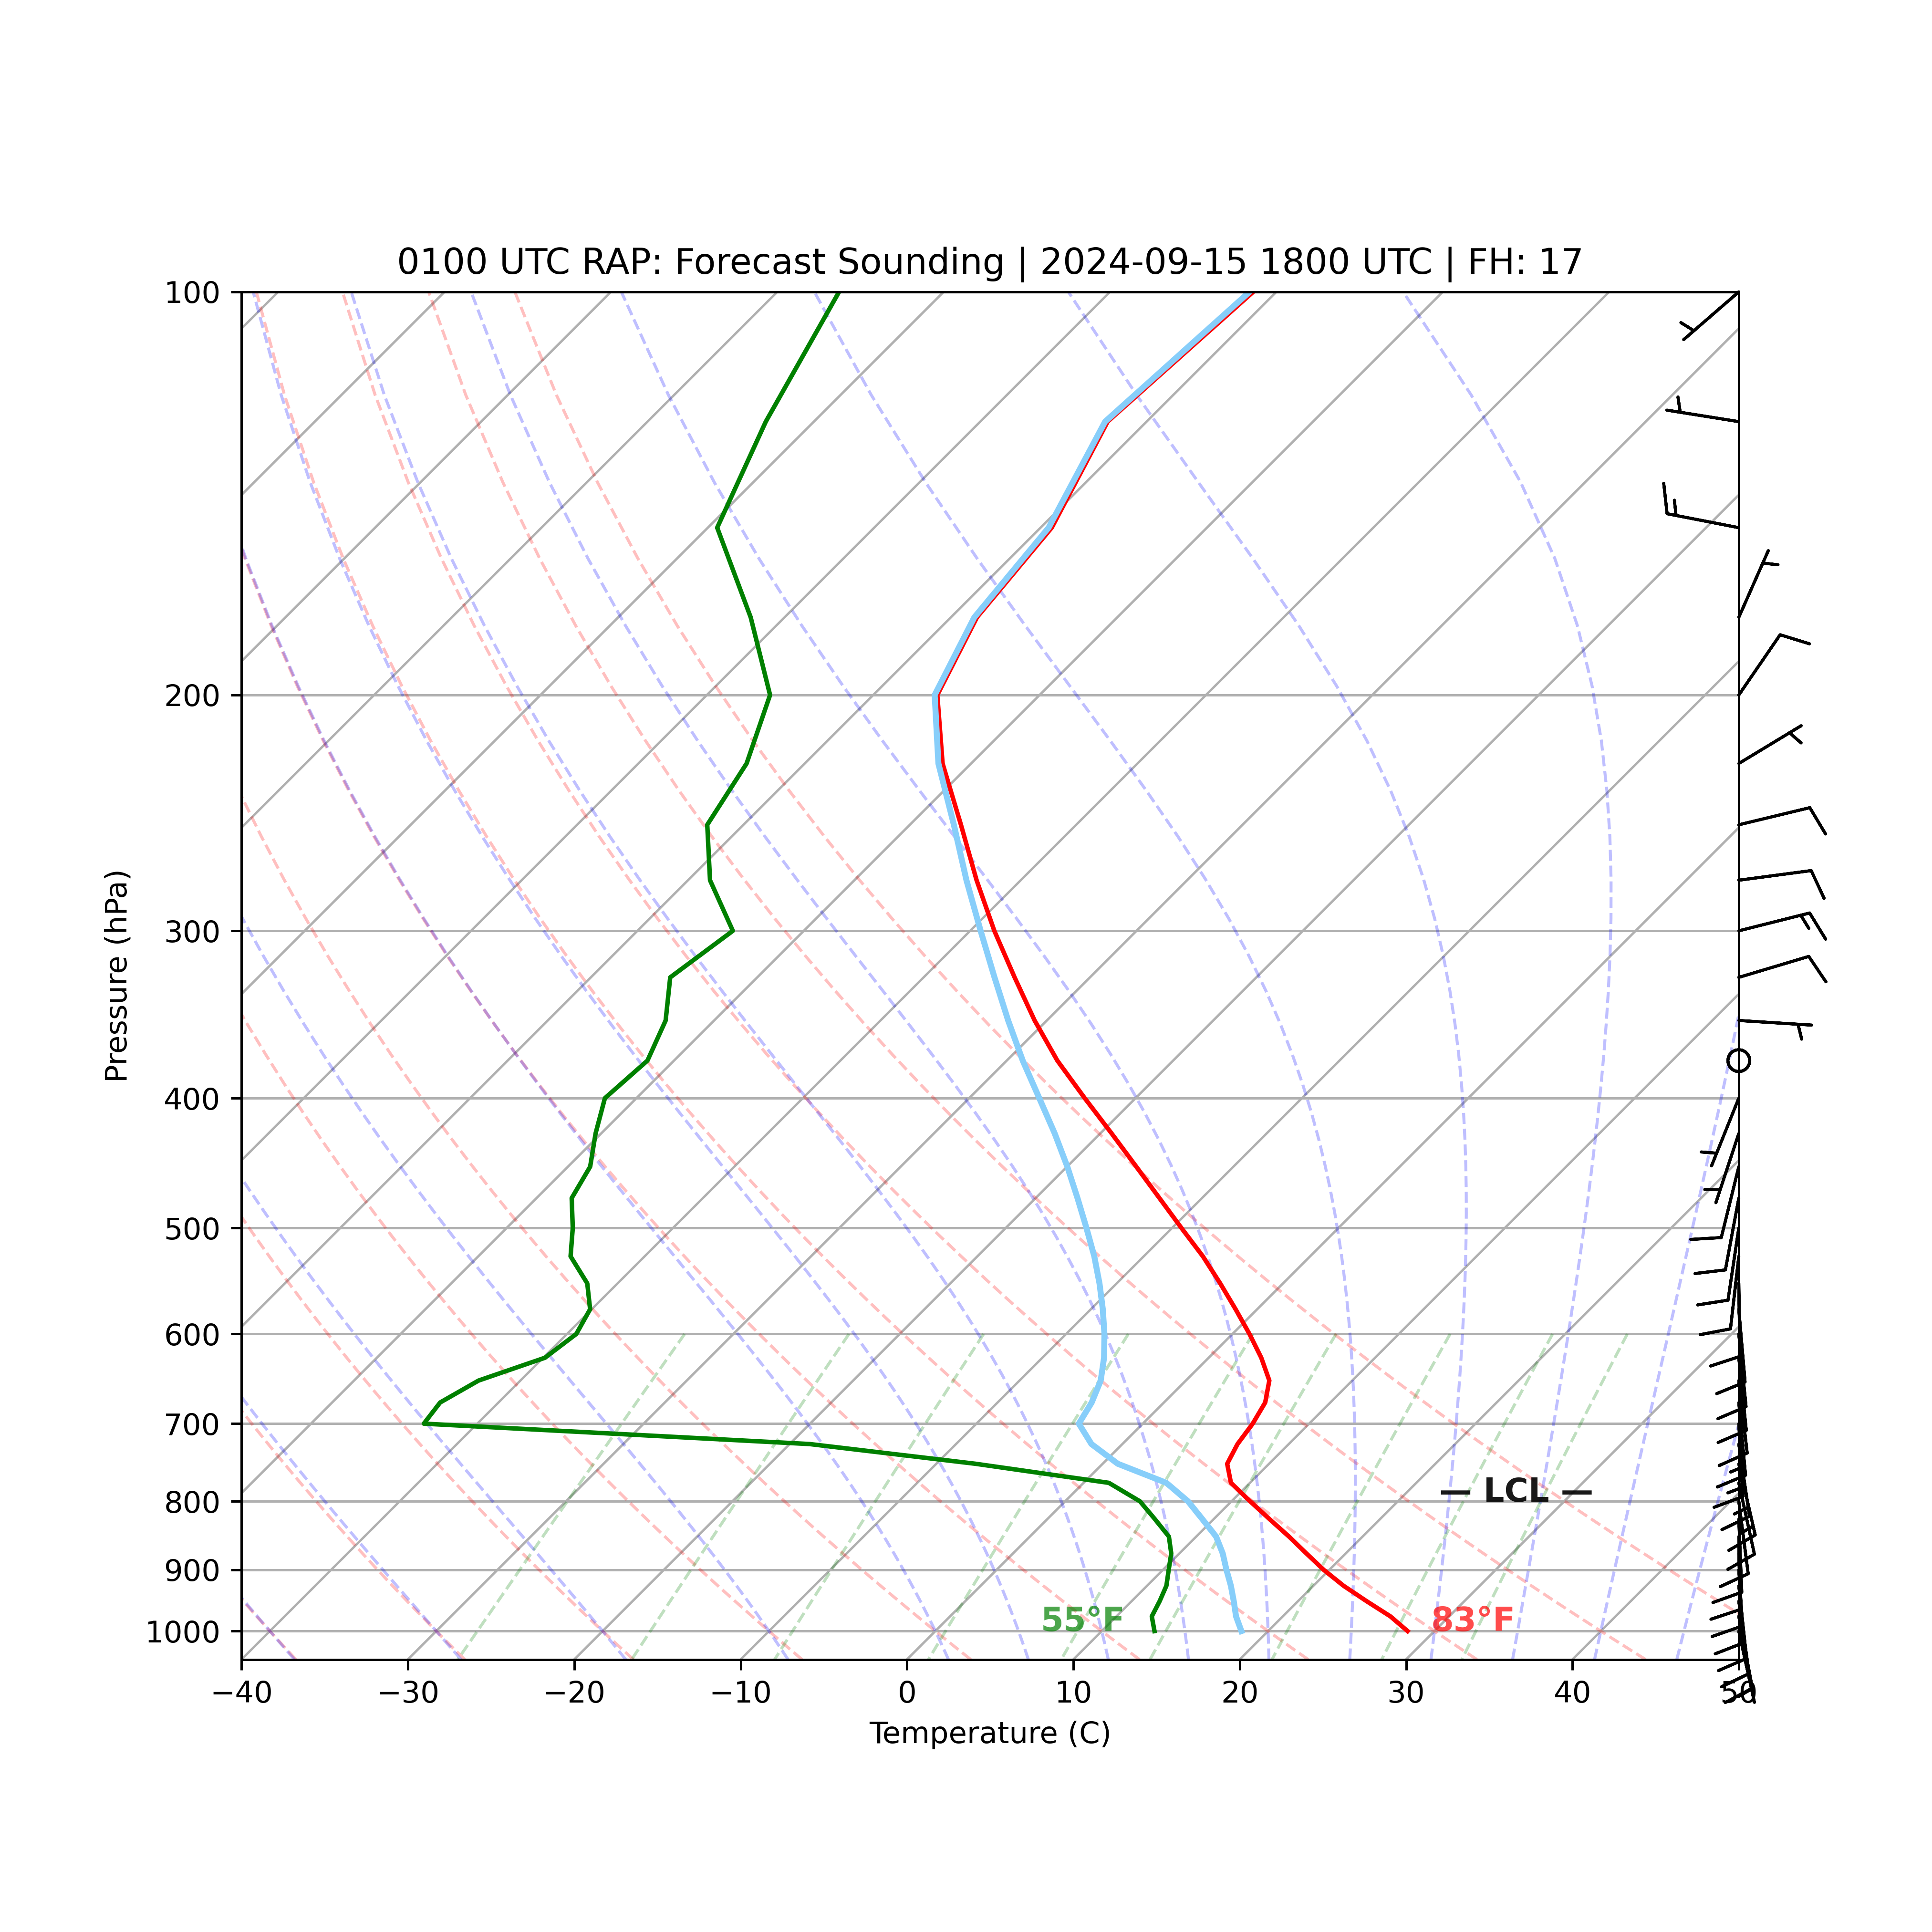 0100 UTC RAP: Forecast Sounding | 2024-09-15 1800 UTC | FH: 17
100
200
300
400
500
600
700
800
900
1000
Pressure (hPa)
— LCL —
55°F
83°F
−40 −30 −20 −10 0 10 20 30 40 50
Temperature (C)